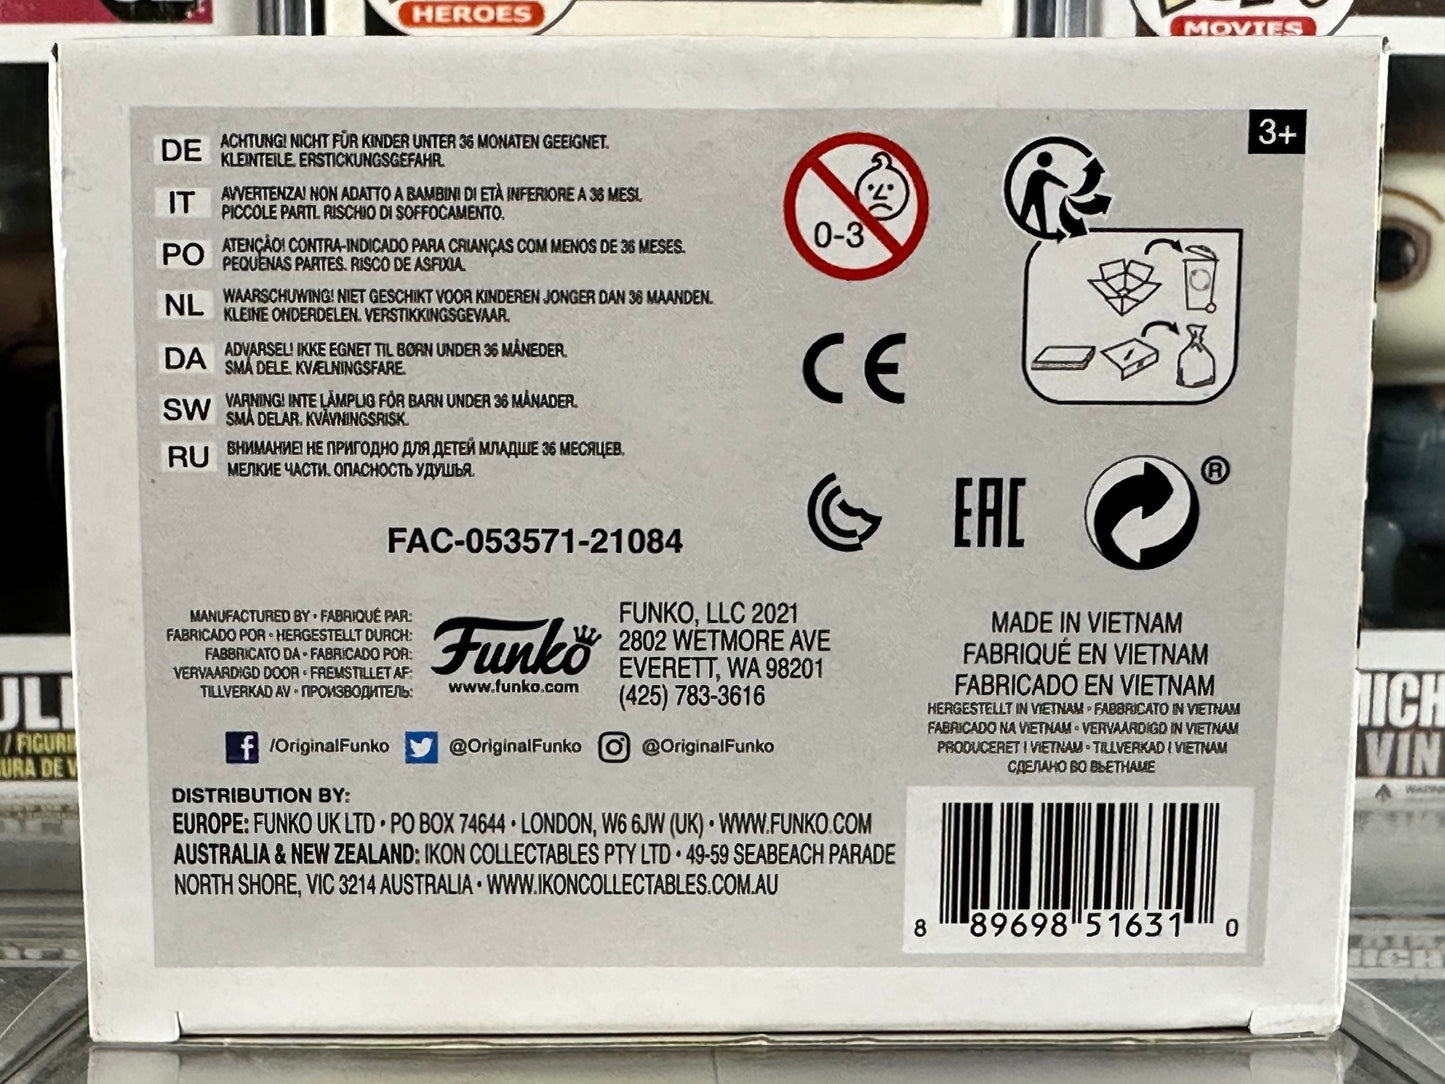 HEROES
MOVIES
3+
DE ACHTUNG! NICHT FÜR KINDER UNTER 36 MONATEN GEEIGNET.
KLEINTEILE. ERSTICKUNGSGEFAHR.
IT AVVERTENZA! NON ADATTO A BAMBINI DI ETÀ INFERIORE A 36 MESI.
PICCOLE PARTI. RISCHIO DI SOFFOCAMENTO.
PO ATENÇÃO! CONTRA-INDICADO PARA CRIANÇAS COM MENOS DE 36 MESES.
PEQUENAS PARTES. RISCO DE ASFIXIA.
NL WAARSCHUWING! NIET GESCHIKT VOOR KINDEREN JONGER DAN 36 MAANDEN.
KLEINE ONDERDELEN. VERSTIKKINGSGEVAAR.
DA ADVARSEL! IKKE EGNET TIL BØRN UNDER 36 MÅNEDER.
SMÅ DELE. KVÆLNINGSFARE.
SW VARNING! INTE LÄMPLIG FÖR BARN UNDER 36 MÅNADER.
SMÅ DELAR. KVÄVNINGSRISK.
RU ВНИМАНИЕ! НЕ ПРИГОДНО ДЛЯ ДЕТЕЙ МЛАДШЕ 36 МЕСЯЦЕВ.
МЕЛКИЕ ЧАСТИ. ОПАСНОСТЬ УДУШЬЯ.
0-3
CE
EAC
®
FAC-053571-21084
MANUFACTURED BY • FABRIQUÉ PAR:
FABRICADO POR • HERGESTELLT DURCH:
FABBRICATO DA • FABRICADO POR:
VERVAARDIGD DOOR • FREMSTILLET AF:
TILLVERKAD AV • ПРОИЗВОДИТЕЛЬ:
Funko
www.funko.com
FUNKO, LLC 2021
2802 WETMORE AVE
EVERETT, WA 98201
(425) 783-3616
MADE IN VIETNAM
FABRIQUÉ EN VIETNAM
FABRICADO EN VIETNAM
HERGESTELLT IN VIETNAM • FABBRICATO IN VIETNAM
FABRICADO NA VIETNAM • VERVAARDIGD IN VIETNAM
PRODUCERET I VIETNAM • TILLVERKAD I VIETNAM
СДЕЛАНО ВО ВЬЕТНАМЕ
/OriginalFunko @OriginalFunko @OriginalFunko
DISTRIBUTION BY:
EUROPE: FUNKO UK LTD • PO BOX 74644 • LONDON, W6 6JW (UK) • WWW.FUNKO.COM
AUSTRALIA & NEW ZEALAND: IKON COLLECTABLES PTY LTD • 49-59 SEABEACH PARADE
NORTH SHORE, VIC 3214 AUSTRALIA • WWW.IKONCOLLECTABLES.COM.AU
8 89698 51631 0